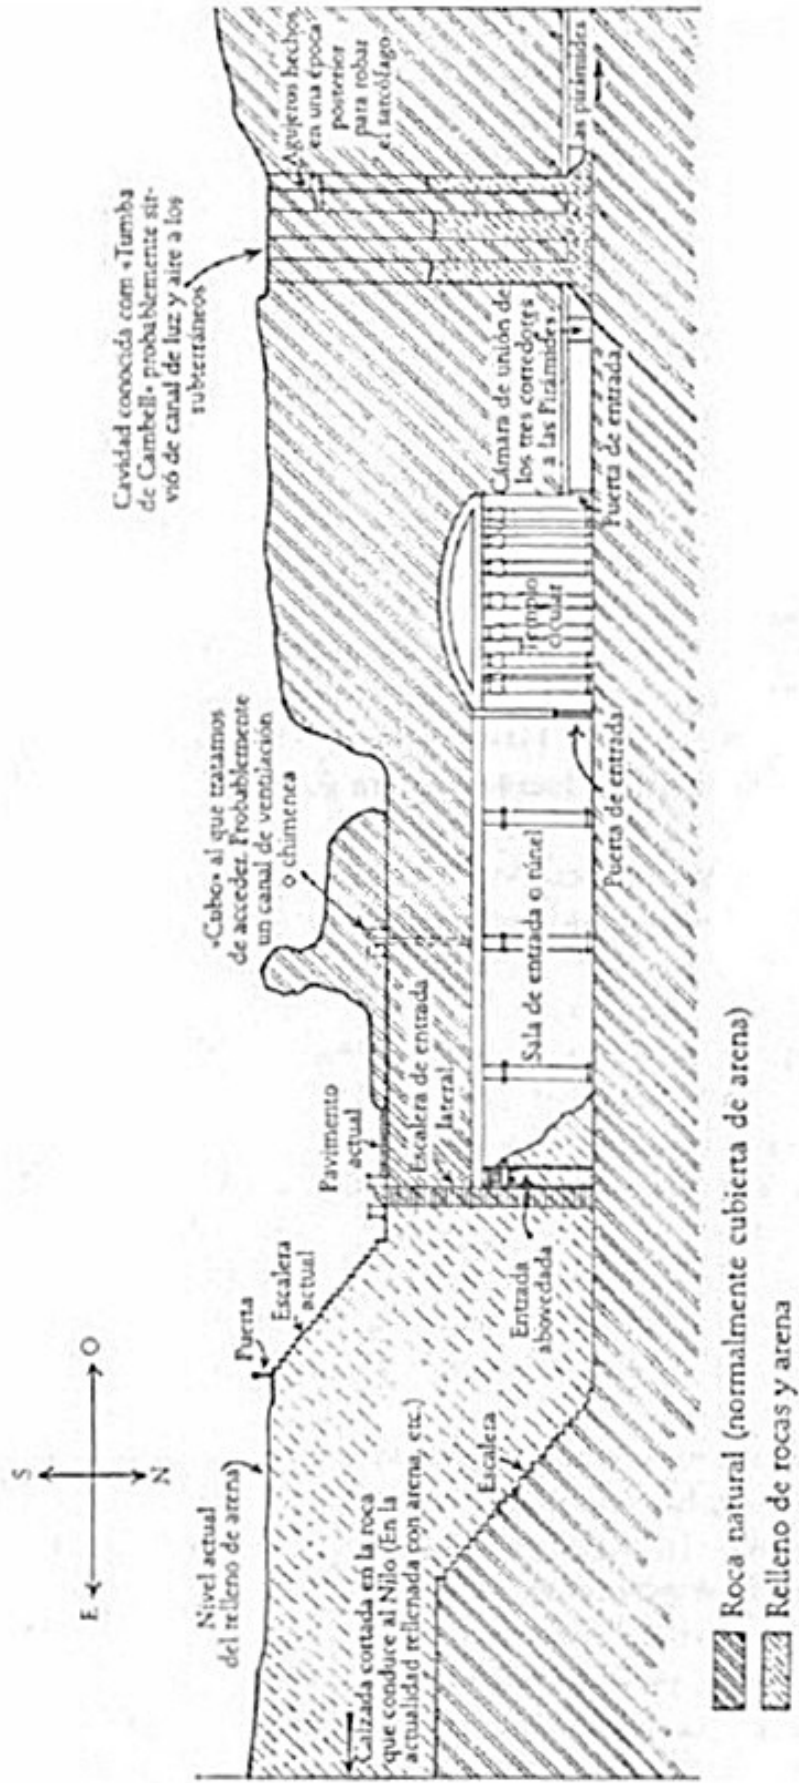 S
E
O
N
Nivel actual
del relleno de arena
Puerta
Escalera
actual
Calzada cortada en la roca
que conduce al Nilo (En la
actualidad rellenada con arena, etc.)
Escalera
Entrada
abovedada
Pavimento
actual
Escalera de entrada
lateral
Sala de entrada o túnel
«Cubo» al que tratamos
de acceder. Probablemente
un canal de ventilación
o chimenea
Puerta de entrada
Templo
Cavidad conocida com «Tumba
de Cambell» probablemente sir-
vió de canal de luz y aire a los
subterráneos
Cámara de unión de
los tres corredores
a las Pirámides
Puerta de entrada
Agujeros hechos
en una época
posterior
para robar
el sarcófago
as pirámides
Roca natural (normalmente cubierta de arena)
Relleno de rocas y arena